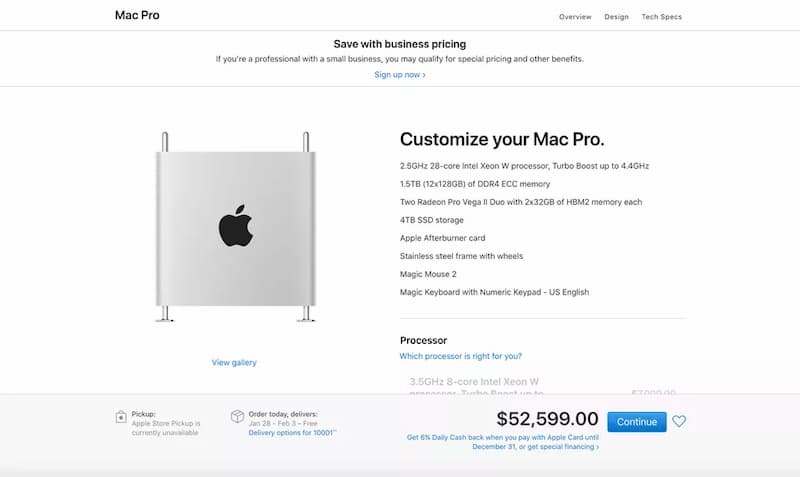 Mac Pro
Overview
Design
Tech Specs
Save with business pricing
If you're a professional with a small business, you may qualify for special pricing and other benefits.
Sign up now ›
Customize your Mac Pro.
2.5GHz 28-core Intel Xeon W processor, Turbo Boost up to 4.4GHz
1.5TB (12x128GB) of DDR4 ECC memory
Two Radeon Pro Vega II Duo with 2x32GB of HBM2 memory each
4TB SSD storage
Apple Afterburner card
Stainless steel frame with wheels
Magic Mouse 2
Magic Keyboard with Numeric Keypad - US English
View gallery
Processor
Which processor is right for you?
3.5GHz 8-core Intel Xeon W
processor, Turbo Boost up to
Pickup:
Apple Store Pickup is
currently unavailable
Order today, delivers:
Jan 28 - Feb 3 – Free
Delivery options for 10001
$52,599.00
Get 6% Daily Cash back when you pay with Apple Card until
December 31, or get special financing ›
Continue